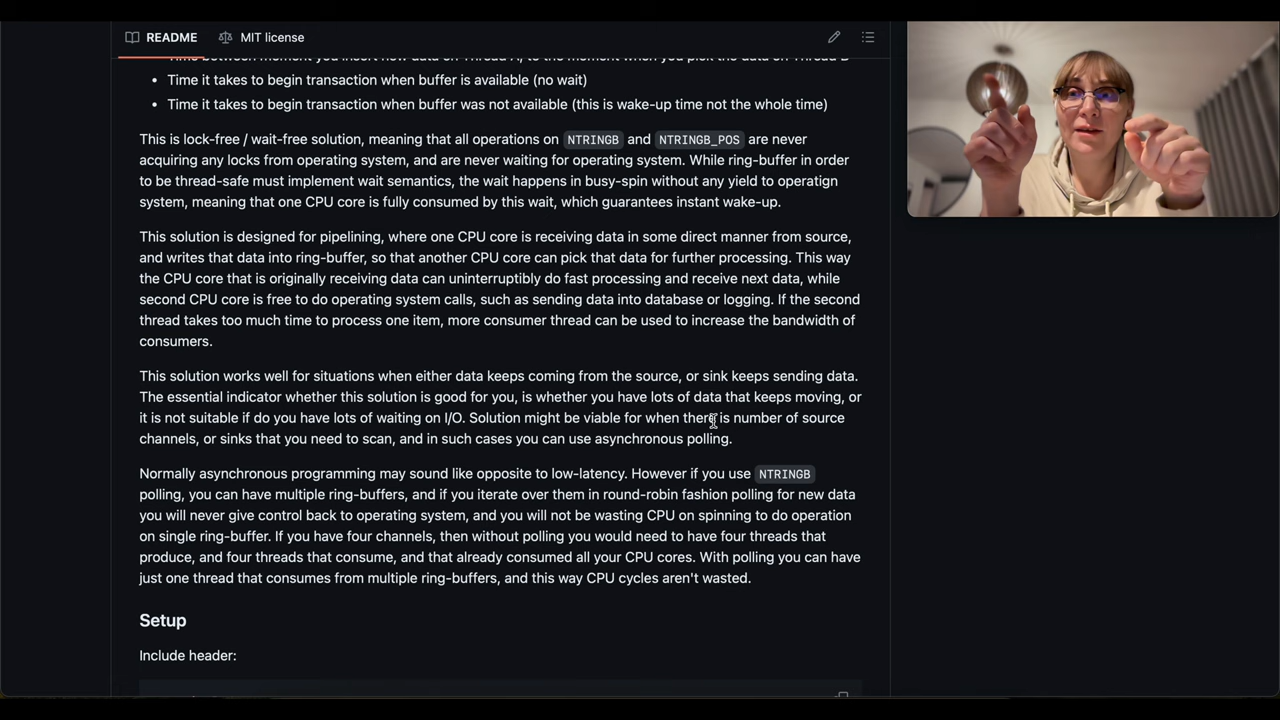 README
MIT license
Time between moment you insert new data on Thread A, to the moment when you pick the data on Thread B
Time it takes to begin transaction when buffer is available (no wait)
Time it takes to begin transaction when buffer was not available (this is wake-up time not the whole time)
This is lock-free / wait-free solution, meaning that all operations on NTRINGB and NTRINGB_POS are never
acquiring any locks from operating system, and are never waiting for operating system. While ring-buffer in order
to be thread-safe must implement wait semantics, the wait happens in busy-spin without any yield to operatign
system, meaning that one CPU core is fully consumed by this wait, which guarantees instant wake-up.
This solution is designed for pipelining, where one CPU core is receiving data in some direct manner from source,
and writes that data into ring-buffer, so that another CPU core can pick that data for further processing. This way
the CPU core that is originally receiving data can uninterruptibly do fast processing and receive next data, while
second CPU core is free to do operating system calls, such as sending data into database or logging. If the second
thread takes too much time to process one item, more consumer thread can be used to increase the bandwidth of
consumers.
This solution works well for situations when either data keeps coming from the source, or sink keeps sending data.
The essential indicator whether this solution is good for you, is whether you have lots of data that keeps moving, or
it is not suitable if do you have lots of waiting on I/O. Solution might be viable for when there is number of source
channels, or sinks that you need to scan, and in such cases you can use asynchronous polling.
Normally asynchronous programming may sound like opposite to low-latency. However if you use NTRINGB
polling, you can have multiple ring-buffers, and if you iterate over them in round-robin fashion polling for new data
you will never give control back to operating system, and you will not be wasting CPU on spinning to do operation
on single ring-buffer. If you have four channels, then without polling you would need to have four threads that
produce, and four threads that consume, and that already consumed all your CPU cores. With polling you can have
just one thread that consumes from multiple ring-buffers, and this way CPU cycles aren't wasted.
Setup
Include header: